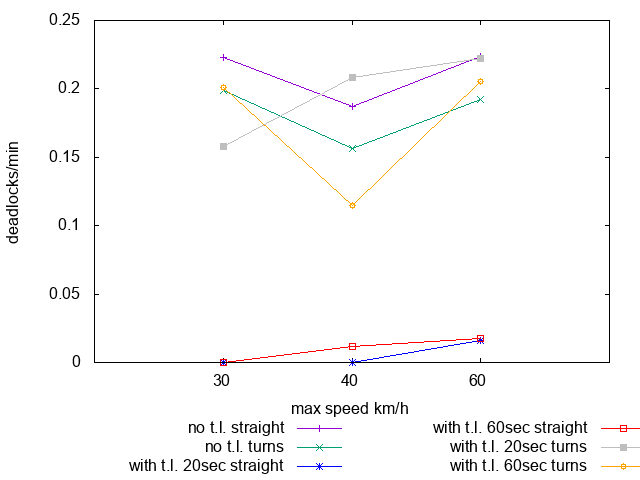 0.25
0.2
0.15
0.1
0.05
0
deadlocks/min
30 40 60
max speed km/h
no t.l. straight with t.l. 60sec straight
no t.l. turns with t.l. 20sec turns
with t.l. 20sec straight with t.l. 60sec turns